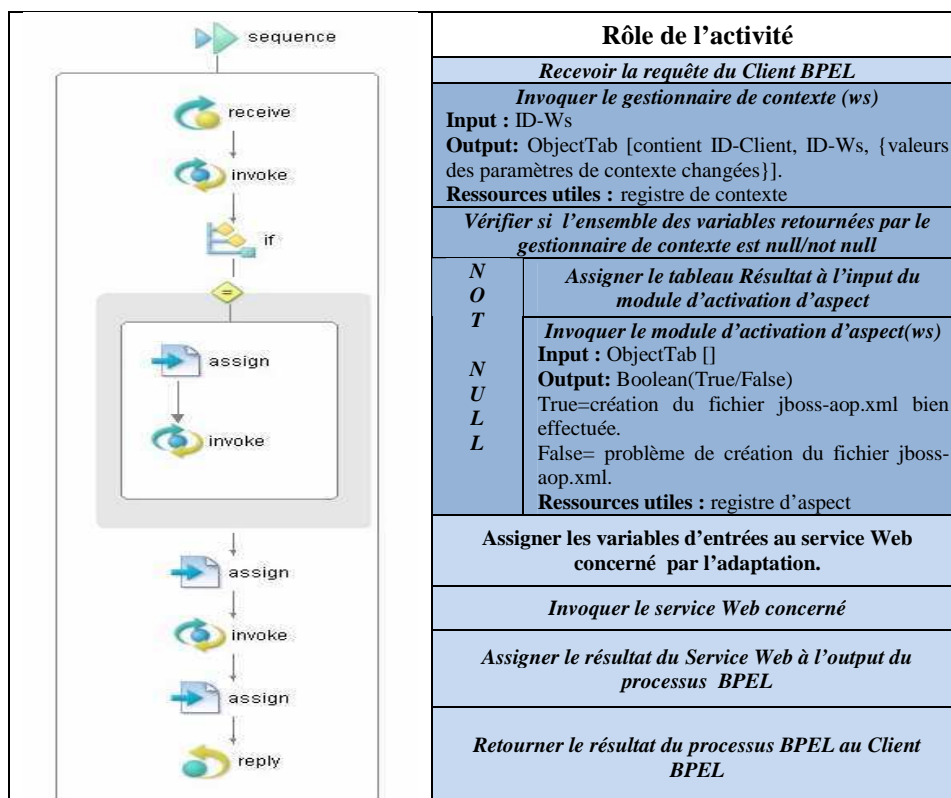 sequence
receive
invoke
if
=
assign
invoke
assign
invoke
assign
reply
Rôle de l'activité
Recevoir la requête du Client BPEL
Invoquer le gestionnaire de contexte (ws)
Input : ID-Ws
Output: ObjectTab [contient ID-Client, ID-Ws, {valeurs
des paramètres de contexte changées}].
Ressources utiles : registre de contexte
Vérifier si l'ensemble des variables retournées par le
gestionnaire de contexte est null/not null
N
O
T
N
U
L
L
Assigner le tableau Résultat à l'input du
module d'activation d'aspect
Invoquer le module d'activation d'aspect(ws)
Input : ObjectTab []
Output: Boolean(True/False)
True=création du fichier jboss-aop.xml bien
effectuée.
False= problème de création du fichier jboss-
aop.xml.
Ressources utiles : registre d'aspect
Assigner les variables d'entrées au service Web
concerné par l'adaptation.
Invoquer le service Web concerné
Assigner le résultat du Service Web à l'output du
processus BPEL
Retourner le résultat du processus BPEL au Client
BPEL